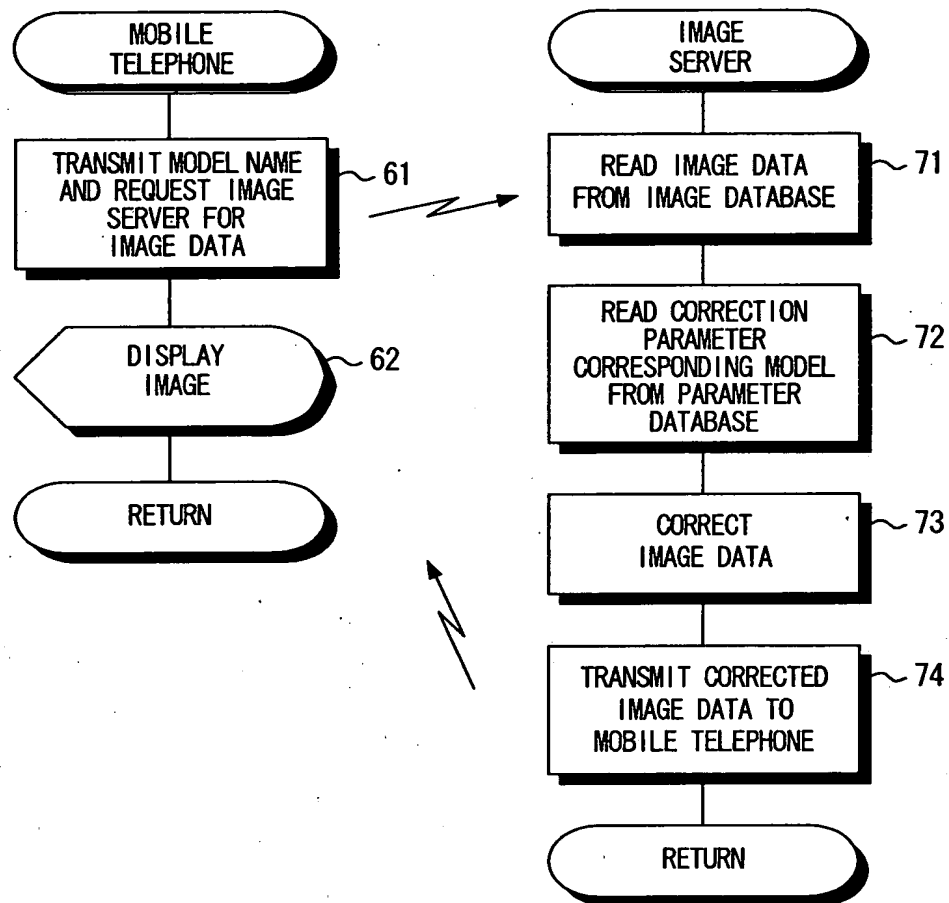 MOBILE
TELEPHONE
TRANSMIT MODEL NAME
AND REQUEST IMAGE
SERVER FOR
IMAGE DATA
61
DISPLAY
IMAGE
62
RETURN
IMAGE
SERVER
READ IMAGE DATA
FROM IMAGE DATABASE
71
READ CORRECTION
PARAMETER
CORRESPONDING MODEL
FROM PARAMETER
DATABASE
72
CORRECT
IMAGE DATA
73
TRANSMIT CORRECTED
IMAGE DATA TO
MOBILE TELEPHONE
74
RETURN